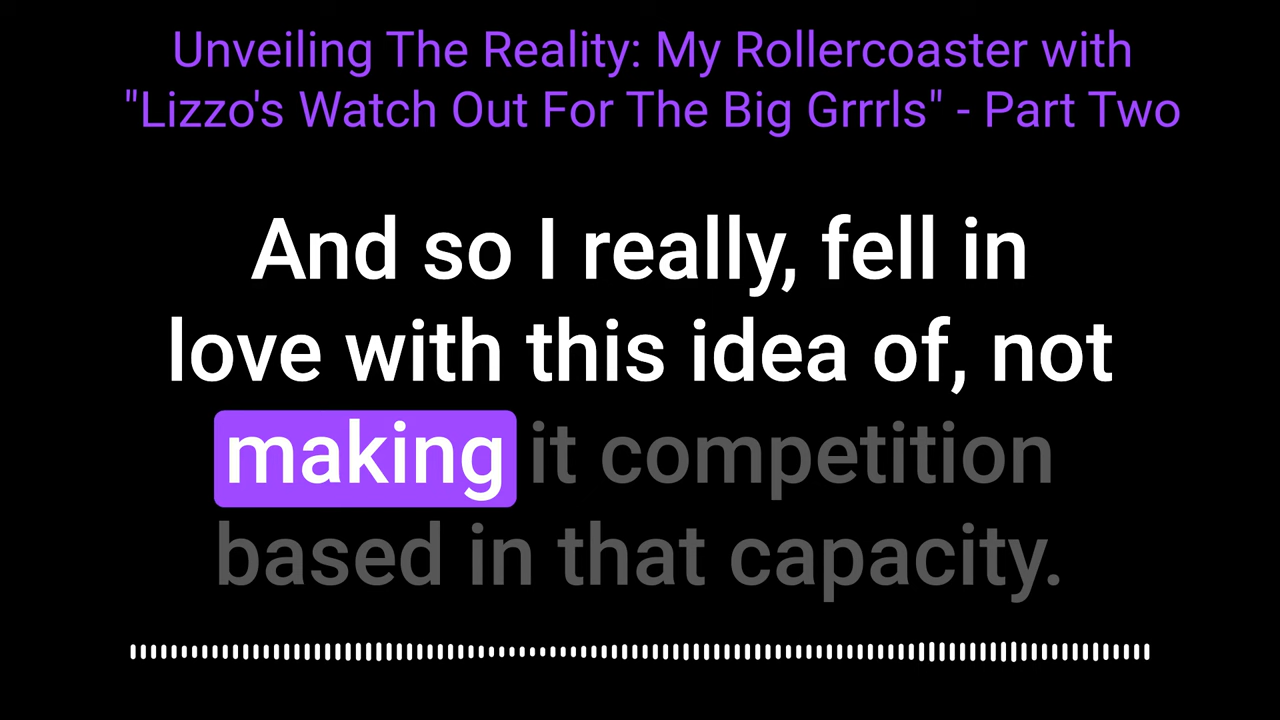 Unveiling The Reality: My Rollercoaster with
"Lizzo's Watch Out For The Big Grrrls" - Part Two
And so I really, fell in
love with this idea of, not
making it competition
based in that capacity.